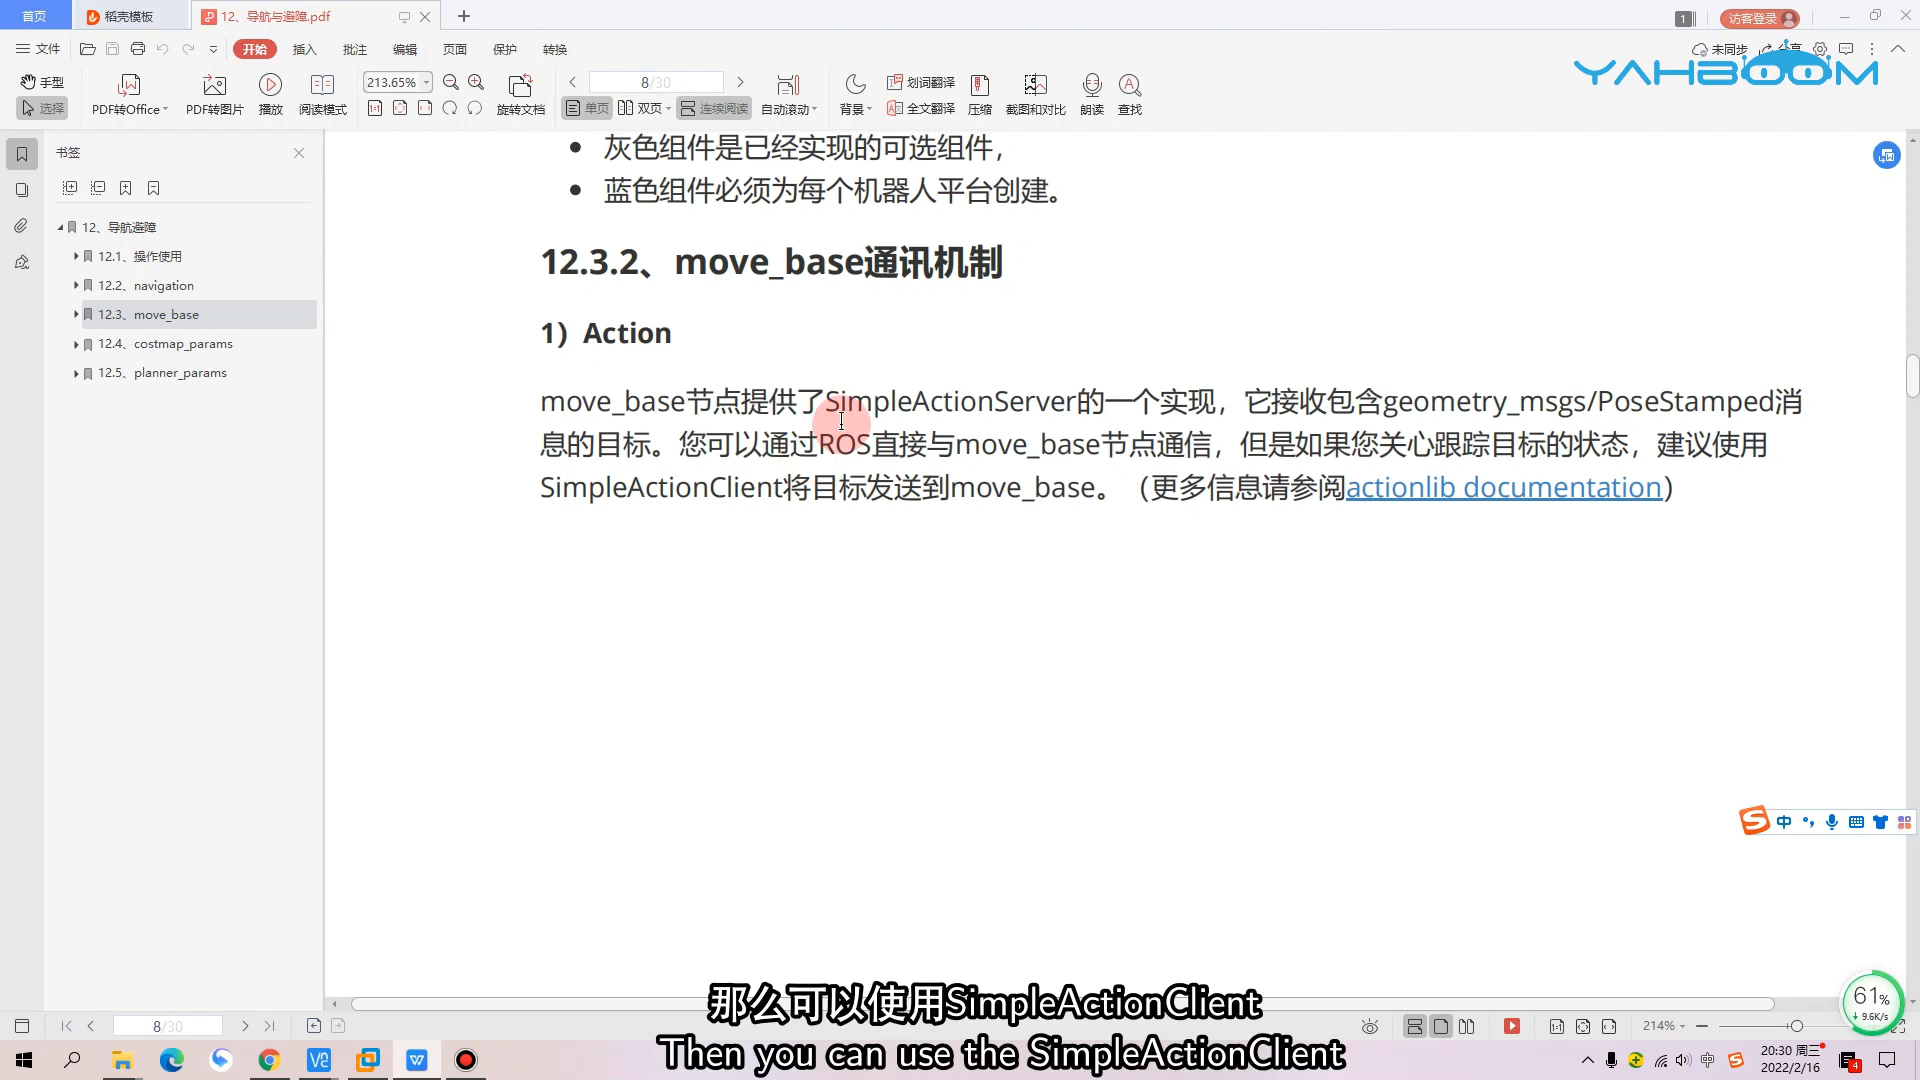 首页
稻壳模板
12、导航与避障.pdf
1
访客登录
文件
开始
插入
批注
编辑
页面
保护
转换
未同步
分享
YAHBOOM
手型
选择
PDF转Office
PDF转图片
播放
阅读模式
213.65%
旋转文档
8/30
单页
双页
连续阅读
自动滚动
背景
划词翻译
全文翻译
压缩
截图和对比
朗读
查找
书签
12、导航避障
12.1、操作使用
12.2、navigation
12.3、move_base
12.4、costmap_params
12.5、planner_params
灰色组件是已经实现的可选组件，
蓝色组件必须为每个机器人平台创建。
12.3.2、move_base通讯机制
1）Action
move_base节点提供了SimpleActionServer的一个实现，它接收包含geometry_msgs/PoseStamped消
息的目标。您可以通过ROS直接与move_base节点通信，但是如果您关心跟踪目标的状态，建议使用
SimpleActionClient将目标发送到move_base。（更多信息请参阅actionlib documentation）
中
61%
9.6K/s
那么可以使用SimpleActionClient
Then you can use the SimpleActionClient
8/30
214%
中
20:30 周三
2022/2/16
4